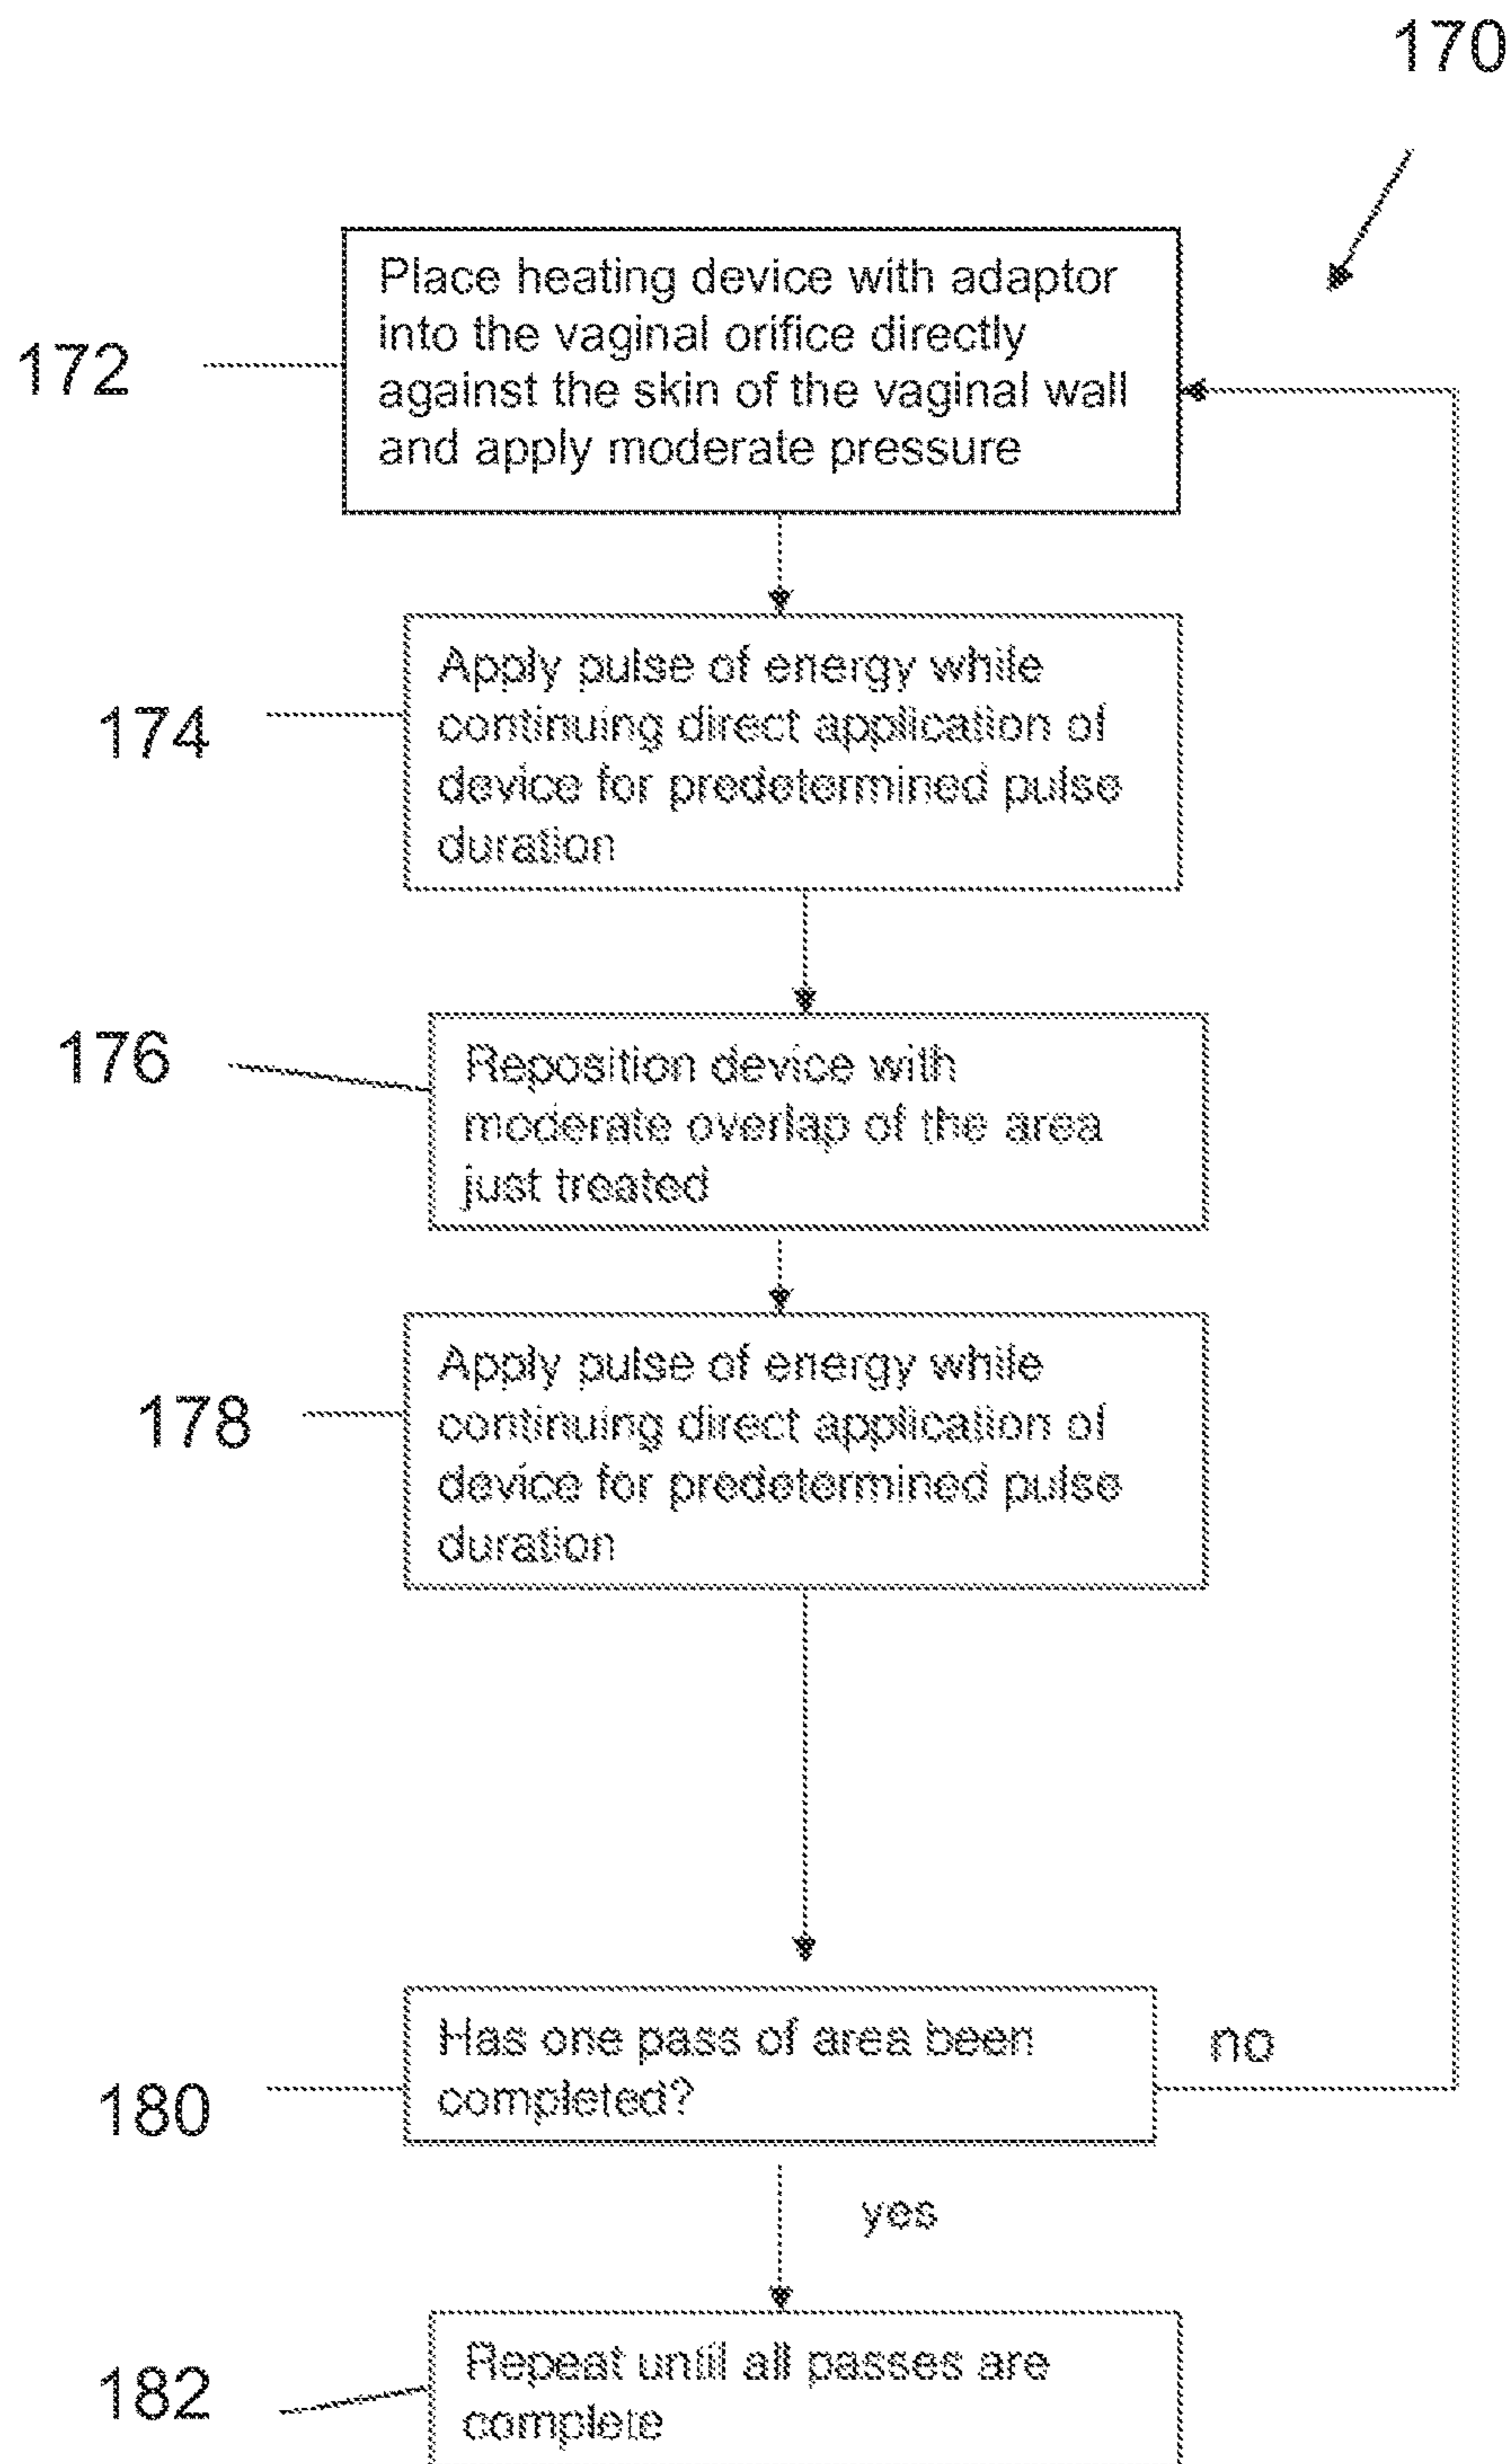 170
172
Place heating device with adaptor
into the vaginal orifice directly
against the skin of the vaginal wall
and apply moderate pressure
174
Apply pulse of energy while
continuing direct application of
device for predetermined pulse
duration
176
Reposition device with
moderate overlap of the area
just treated
178
Apply pulse of energy while
continuing direct application of
device for predetermined pulse
duration
180
Has one pass of area been
completed?
no
yes
182
Repeat until all passes are
complete